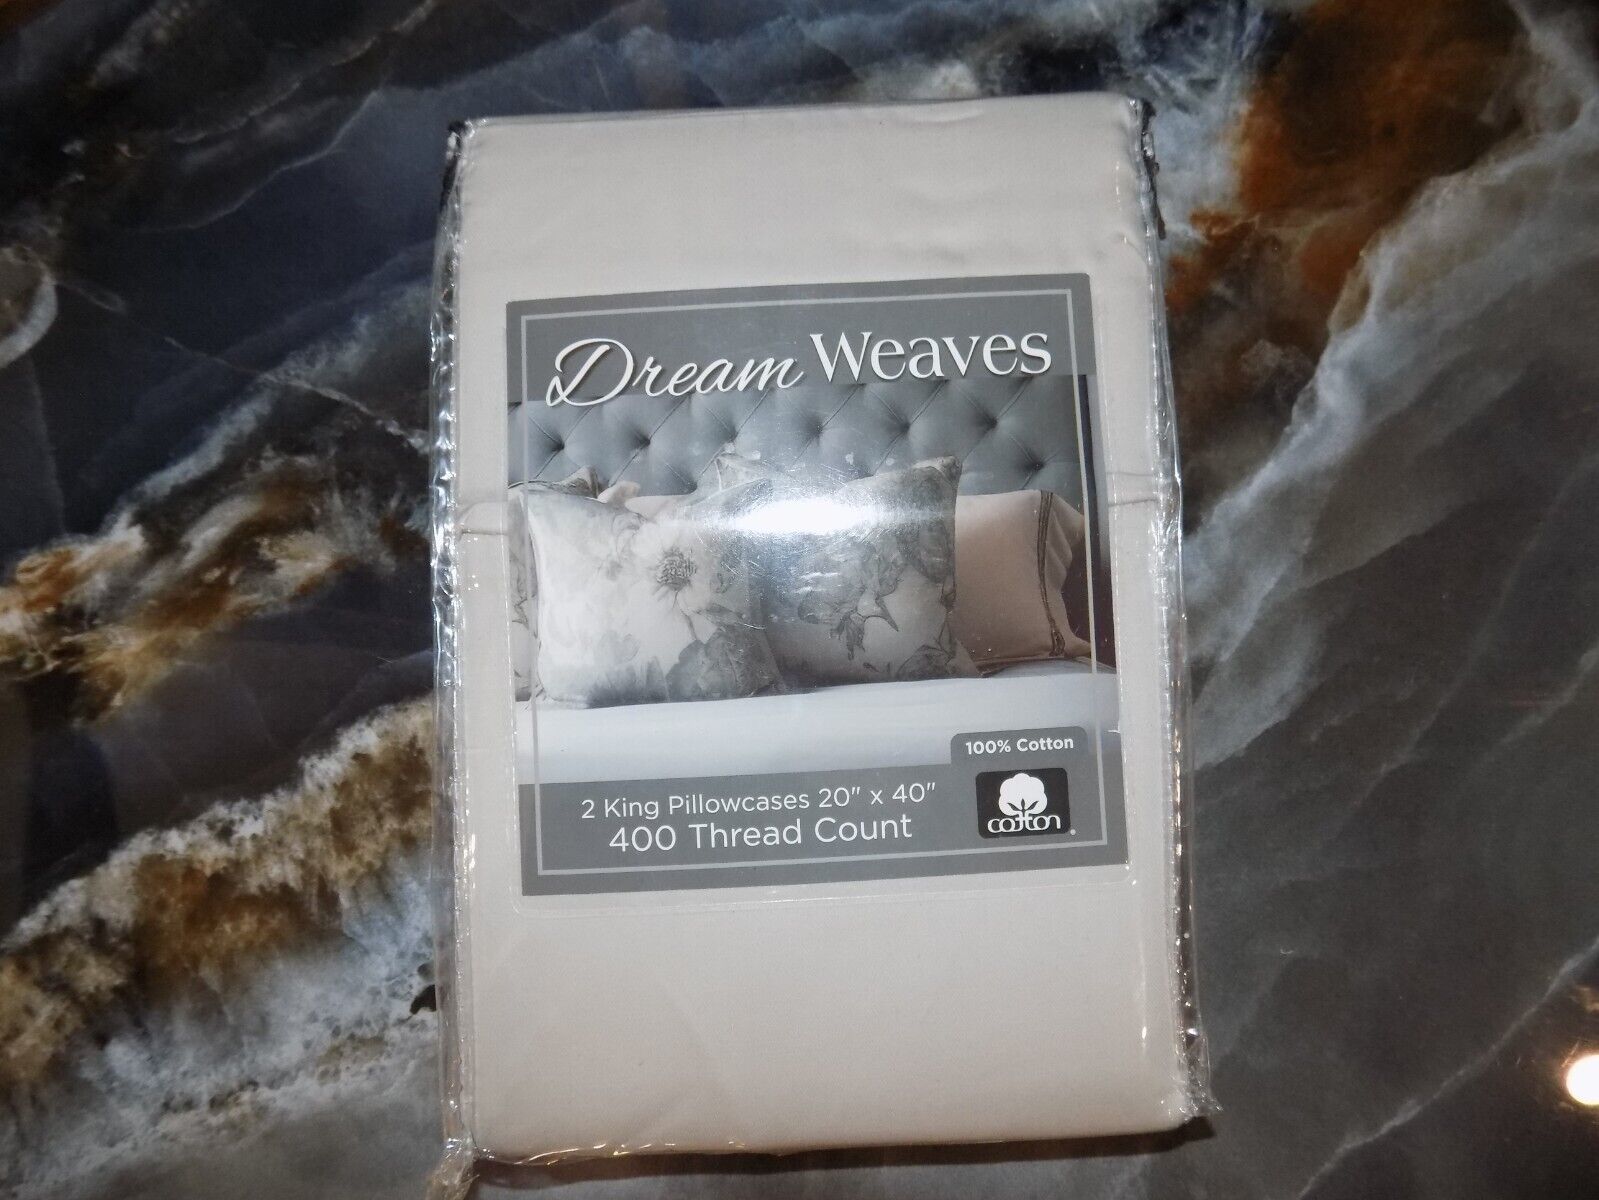 Dream Weaves
100% Cotton
2 King Pillowcases 20" x 40"
400 Thread Count
cotton®